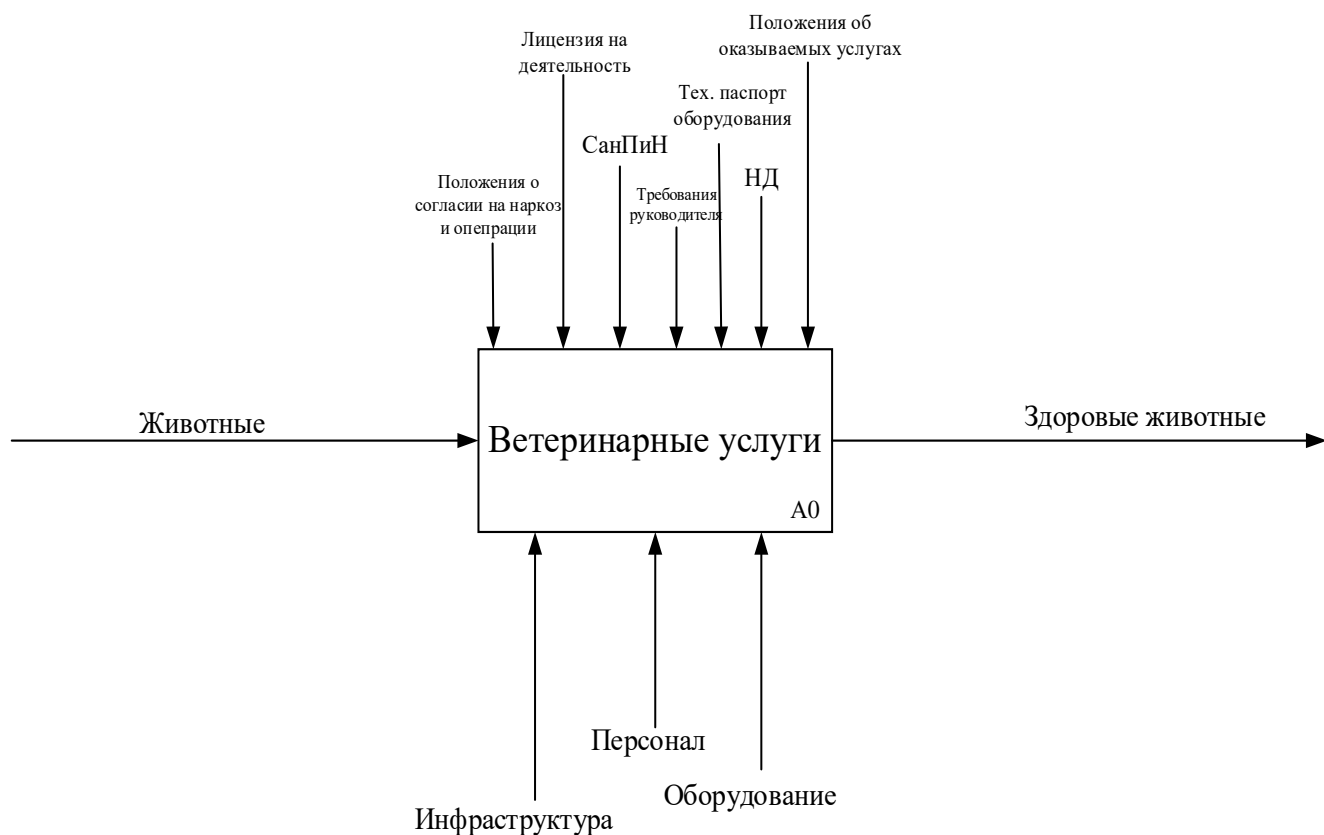 Положения об
оказываемых услугах
Лицензия на
деятельность
Тех. паспорт
оборудования
СанПиН
НД
Положения о
согласии на наркоз
и опепрации
Требования
руководителя
Животные
Ветеринарные услуги
A0
Здоровые животные
Персонал
Оборудование
Инфраструктура